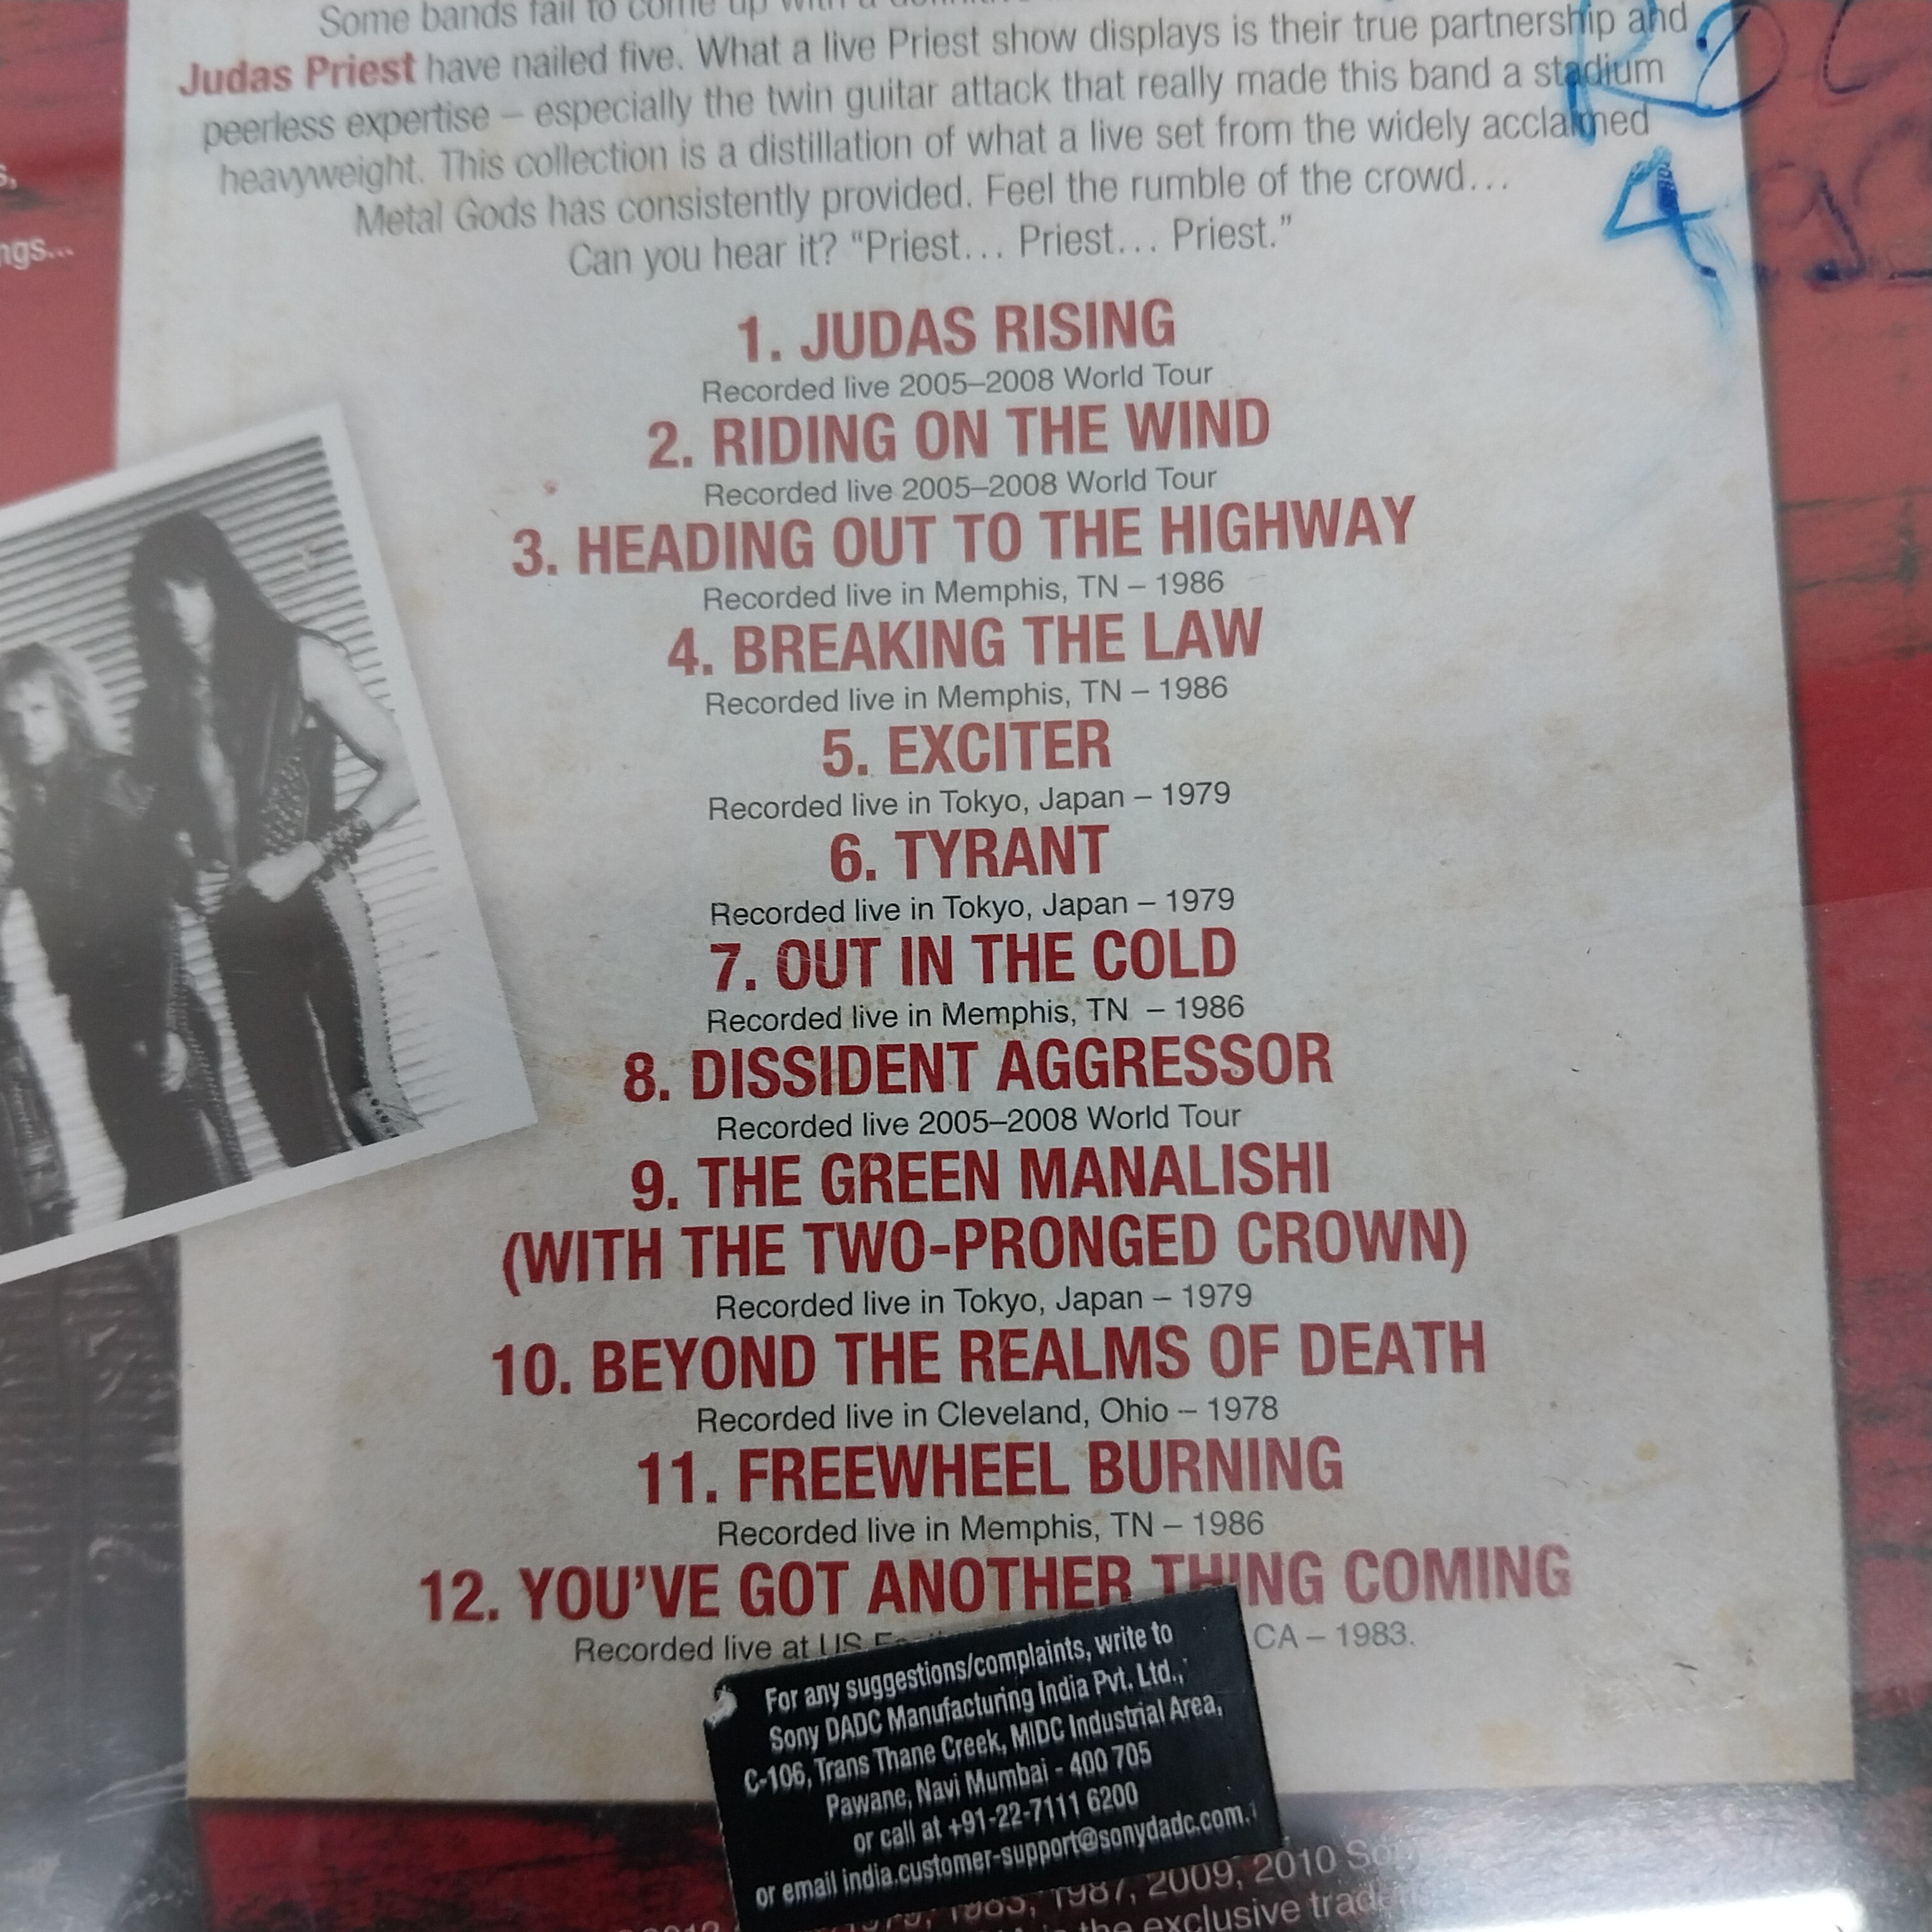 Some bands fail to come up with a
Judas Priest have nailed five. What a live Priest show displays is their true partnership and
peerless expertise – especially the twin guitar attack that really made this band a stadium
heavyweight. This collection is a distillation of what a live set from the widely acclaimed
Metal Gods has consistently provided. Feel the rumble of the crowd…
Can you hear it? “Priest… Priest… Priest.”
4
1. JUDAS RISING
Recorded live 2005–2008 World Tour
2. RIDING ON THE WIND
Recorded live 2005–2008 World Tour
3. HEADING OUT TO THE HIGHWAY
Recorded live in Memphis, TN – 1986
4. BREAKING THE LAW
Recorded live in Memphis, TN – 1986
5. EXCITER
Recorded live in Tokyo, Japan – 1979
6. TYRANT
Recorded live in Tokyo, Japan – 1979
7. OUT IN THE COLD
Recorded live in Memphis, TN – 1986
8. DISSIDENT AGGRESSOR
Recorded live 2005–2008 World Tour
9. THE GREEN MANALISHI
(WITH THE TWO-PRONGED CROWN)
Recorded live in Tokyo, Japan – 1979
10. BEYOND THE REALMS OF DEATH
Recorded live in Cleveland, Ohio – 1978
11. FREEWHEEL BURNING
Recorded live in Memphis, TN – 1986
12. YOU’VE GOT ANOTHER THING COMING
Recorded live at US CA – 1983.
For any suggestions/complaints, write to
Sony DADC Manufacturing India Pvt. Ltd.,
C-106, Trans Thane Creek, MIDC Industrial Area,
Pawane, Navi Mumbai - 400 705
or call at +91-22-7111 6200
or email india.customer-support@sonydadc.com.
1983, 1987, 2009, 2010
the exclusive